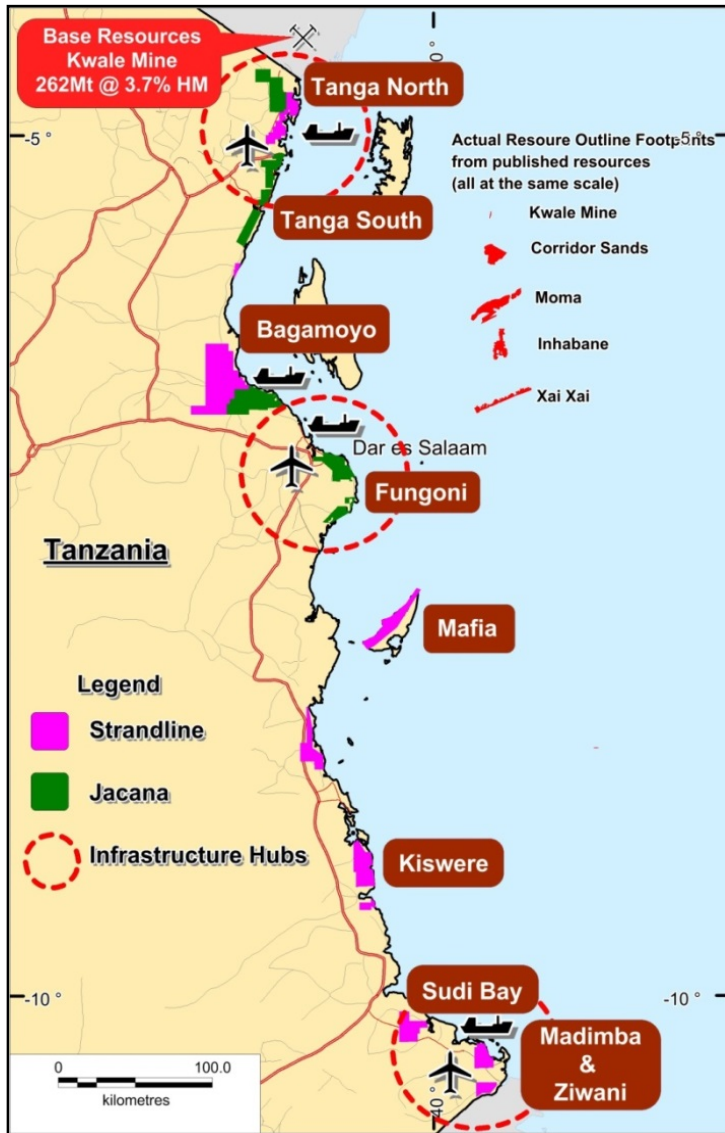 Base Resources
Kwale Mine
262Mt @ 3.7% HM
Tanga North
-5 °
-5 °
Actual Resoure Outline Footprints
from published resources
(all at the same scale)
Kwale Mine
Corridor Sands
Moma
Inhabane
Xai Xai
Tanga South
Bagamoyo
Dar es Salaam
Fungoni
Tanzania
Mafia
Legend
Strandline
Jacana
Infrastructure Hubs
Kiswere
-10 °
-10 °
Sudi Bay
Madimba
&
Ziwani
0
100.0
kilometres
40 °